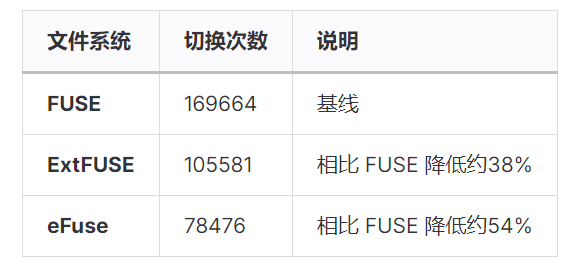 文件系统 切换次数 说明
FUSE 169664 基线
ExtFUSE 105581 相比 FUSE 降低约38%
eFuse 78476 相比 FUSE 降低约54%